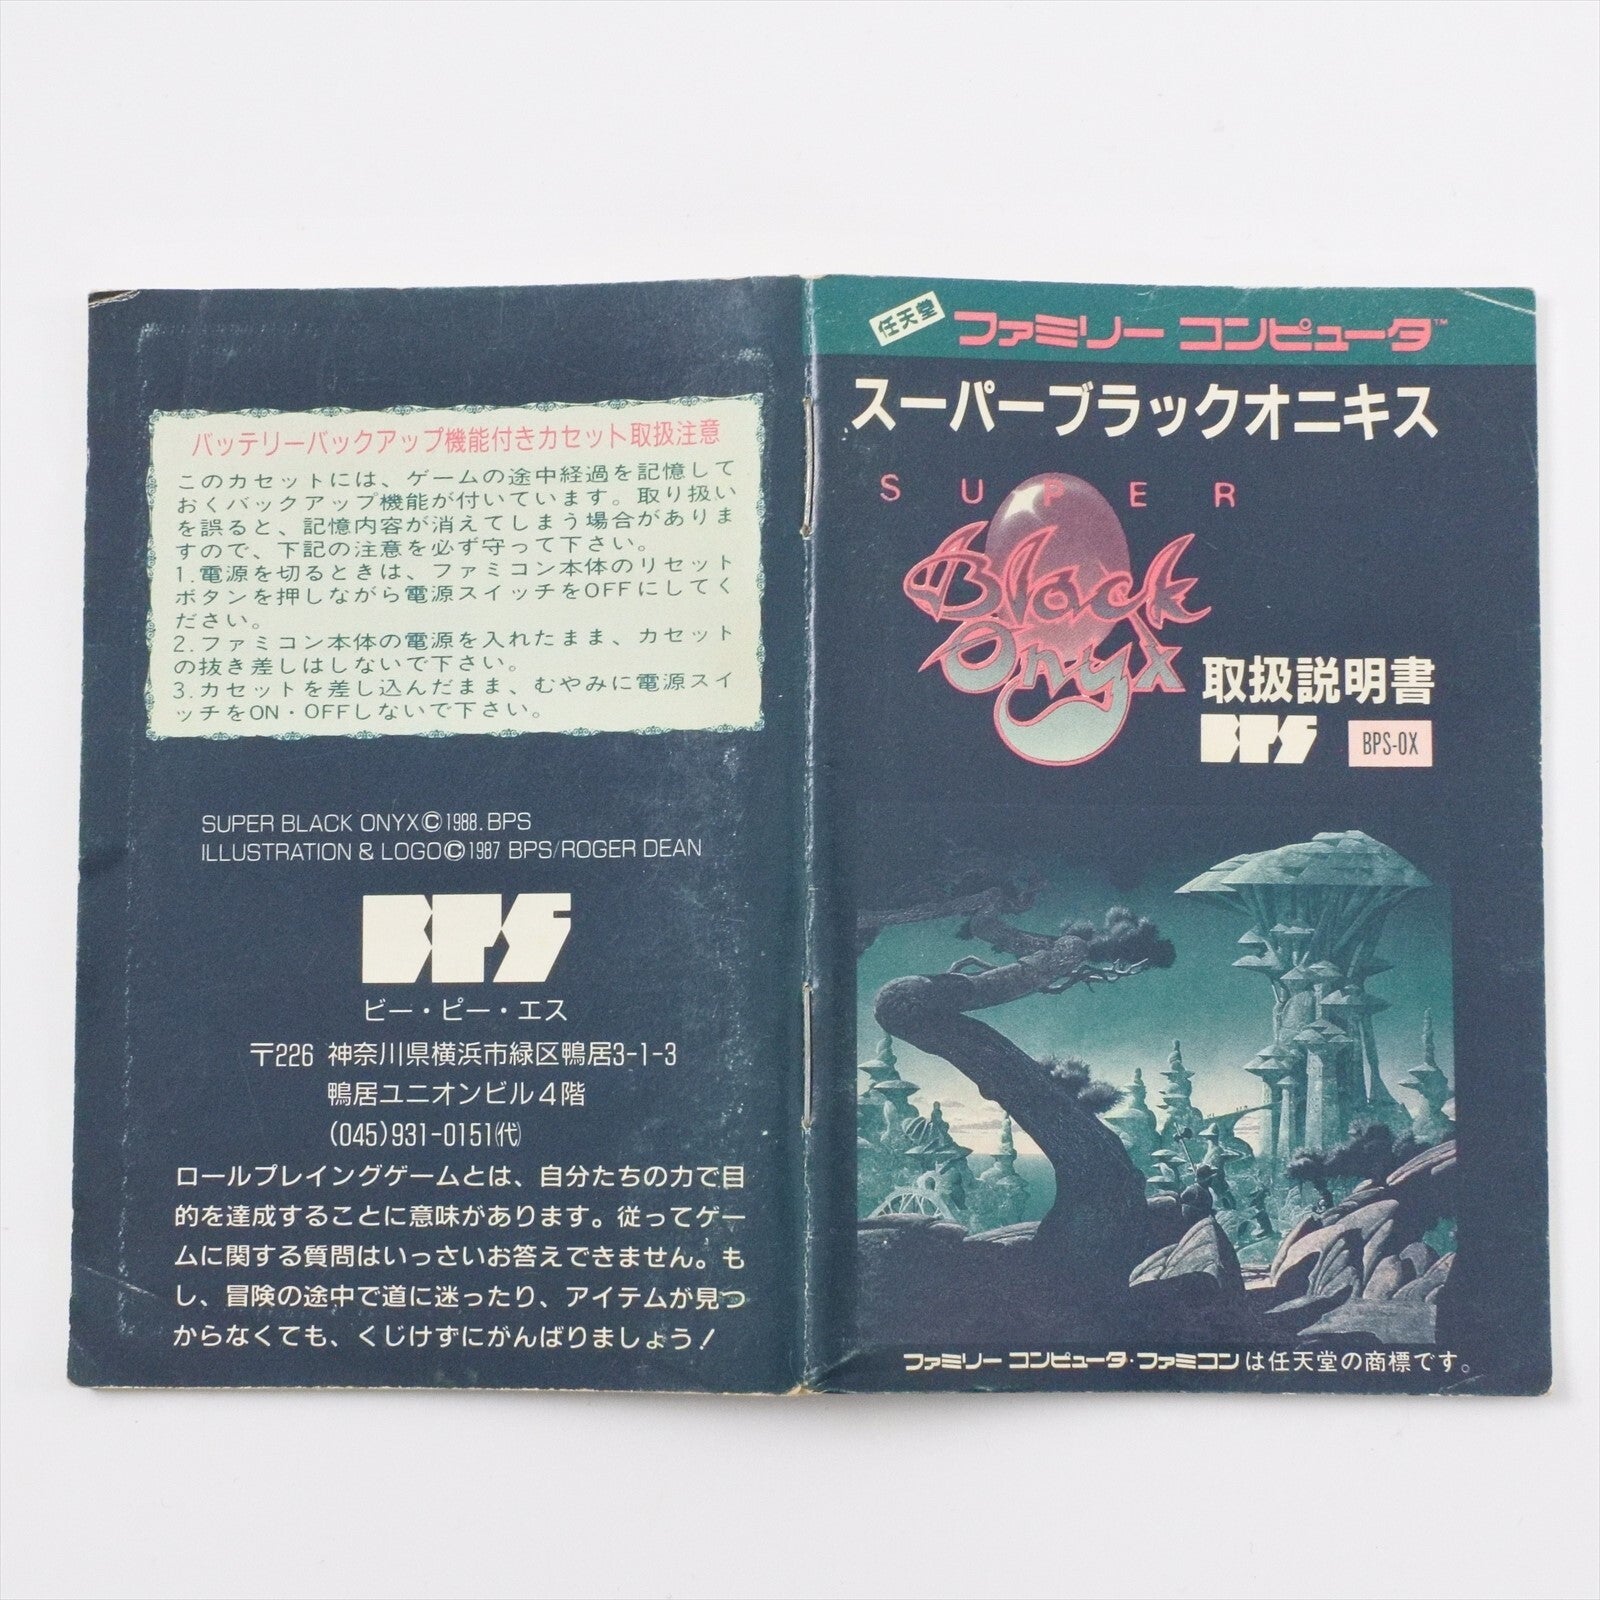 バッテリーバックアップ機能付きカセット取扱注意
このカセットには、ゲームの途中経過を記憶して
おくバックアップ機能が付いています。取り扱い
を誤ると、記憶内容が消えてしまう場合がありま
すので、下記の注意を必ず守って下さい。
1.電源を切るときは、ファミコン本体のリセット
ボタンを押しながら電源スイッチをOFFにしてく
ださい。
2.ファミコン本体の電源を入れたまま、カセット
の抜き差しはしないで下さい。
3.カセットを差し込んだまま、むやみに電源スイ
ッチをON・OFFしないで下さい。
SUPER BLACK ONYX©1988.BPS
ILLUSTRATION & LOGO©1987 BPS/ROGER DEAN
BPS
ビー・ピー・エス
〒226 神奈川県横浜市緑区鴨居3-1-3
鴨居ユニオンビル4階
(045)931-0151㈹
ロールプレイングゲームとは、自分たちの力で目
的を達成することに意味があります。従ってゲー
ムに関する質問はいっさいお答えできません。も
し、冒険の途中で道に迷ったり、アイテムが見つ
からなくても、くじけずにがんばりましょう!
任天堂 ファミリー コンピュータ™
スーパーブラックオニキス
SUPER
Black
Onyx
取扱説明書
BPS BPS-OX
ファミリー コンピュータ・ファミコンは任天堂の商標です。